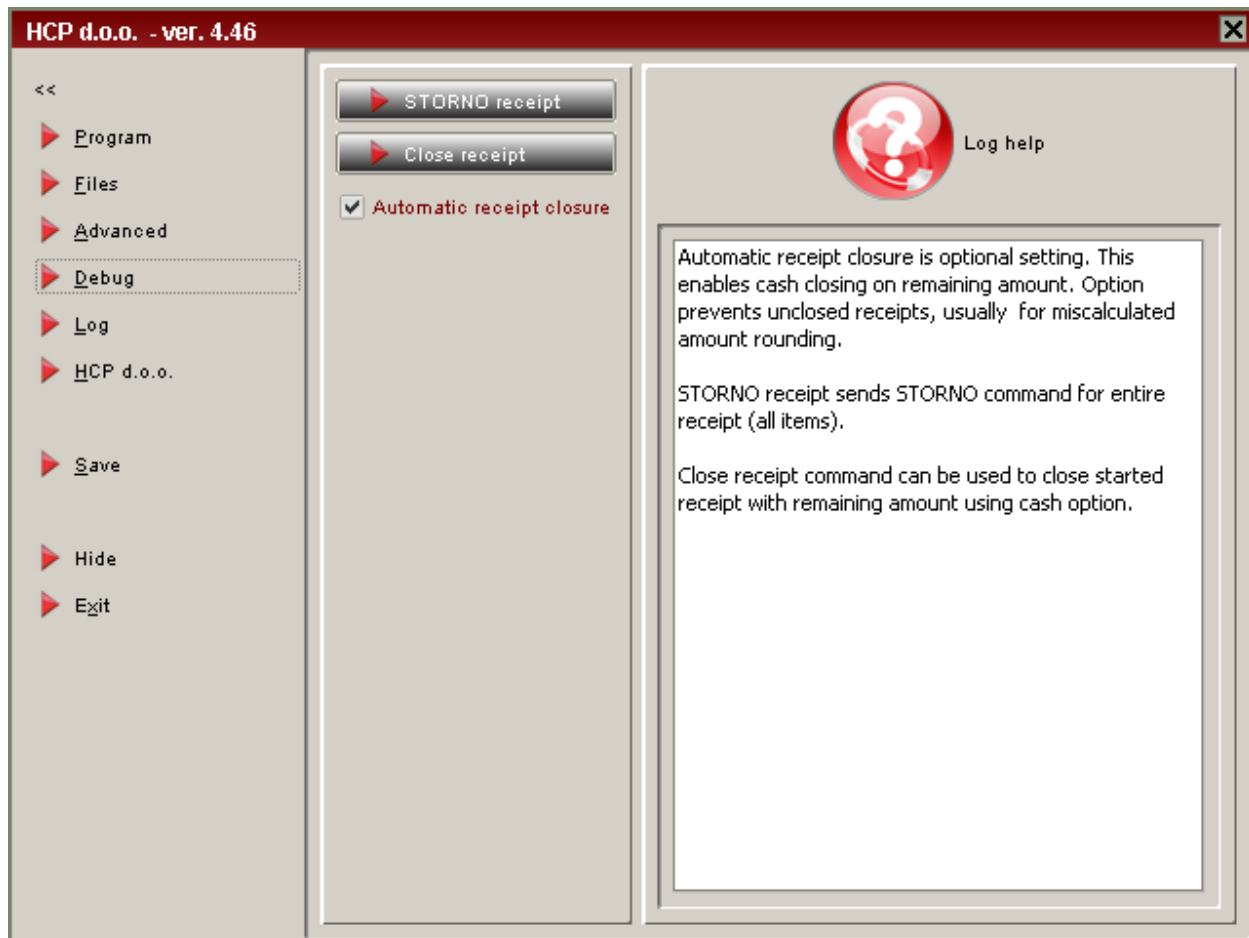 HCP d.o.o. - ver. 4.46
<<
Program
Files
Advanced
Debug
Log
HCP d.o.o.
Save
Hide
Exit
STORNO receipt
Close receipt
Automatic receipt closure
Log help
Automatic receipt closure is optional setting. This
enables cash closing on remaining amount. Option
prevents unclosed receipts, usually for miscalculated
amount rounding.
STORNO receipt sends STORNO command for entire
receipt (all items).
Close receipt command can be used to close started
receipt with remaining amount using cash option.